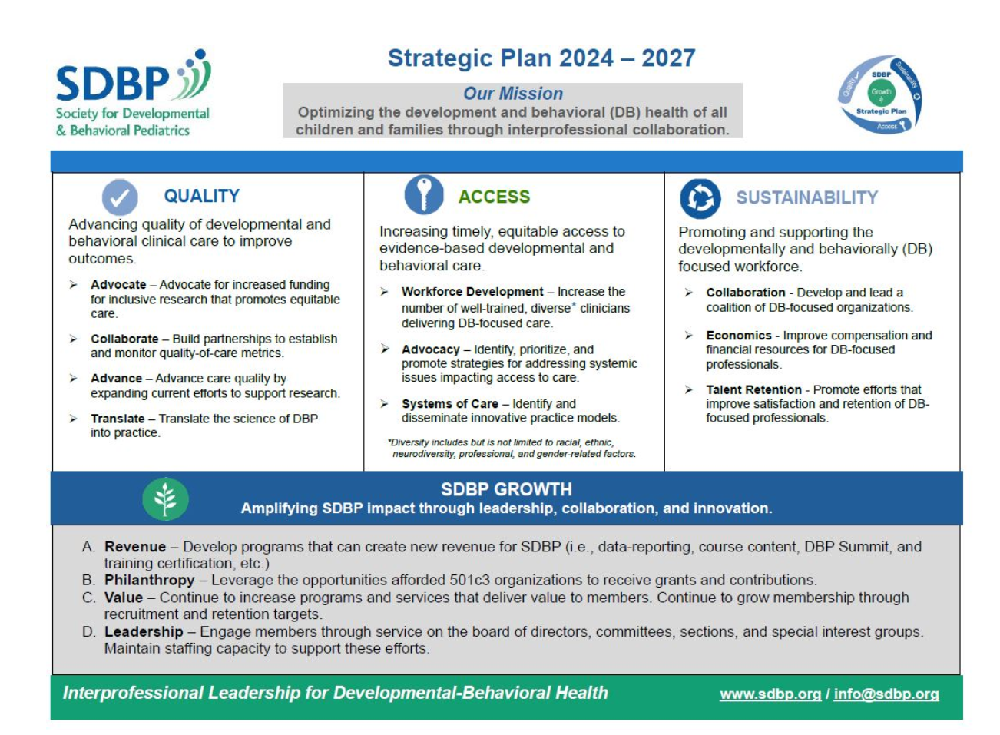 SDBP
Society for Developmental
& Behavioral Pediatrics
Strategic Plan 2024 – 2027
Our Mission
Optimizing the development and behavioral (DB) health of all
children and families through interprofessional collaboration.
Quality
Sustainability
SDBP
Growth
&
Strategic Plan
Access
QUALITY
Advancing quality of developmental and
behavioral clinical care to improve
outcomes.
➢ Advocate – Advocate for increased funding
for inclusive research that promotes equitable
care.
➢ Collaborate – Build partnerships to establish
and monitor quality-of-care metrics.
➢ Advance – Advance care quality by
expanding current efforts to support research.
➢ Translate – Translate the science of DBP
into practice.
ACCESS
Increasing timely, equitable access to
evidence-based developmental and
behavioral care.
➢ Workforce Development – Increase the
number of well-trained, diverse* clinicians
delivering DB-focused care.
➢ Advocacy – Identify, prioritize, and
promote strategies for addressing systemic
issues impacting access to care.
➢ Systems of Care – Identify and
disseminate innovative practice models.
*Diversity includes but is not limited to racial, ethnic,
neurodiversity, professional, and gender-related factors.
SUSTAINABILITY
Promoting and supporting the
developmentally and behaviorally (DB)
focused workforce.
➢ Collaboration - Develop and lead a
coalition of DB-focused organizations.
➢ Economics - Improve compensation and
financial resources for DB-focused
professionals.
➢ Talent Retention - Promote efforts that
improve satisfaction and retention of DB-
focused professionals.
SDBP GROWTH
Amplifying SDBP impact through leadership, collaboration, and innovation.
A. Revenue – Develop programs that can create new revenue for SDBP (i.e., data-reporting, course content, DBP Summit, and
training certification, etc.)
B. Philanthropy – Leverage the opportunities afforded 501c3 organizations to receive grants and contributions.
C. Value – Continue to increase programs and services that deliver value to members. Continue to grow membership through
recruitment and retention targets.
D. Leadership – Engage members through service on the board of directors, committees, sections, and special interest groups.
Maintain staffing capacity to support these efforts.
Interprofessional Leadership for Developmental-Behavioral Health
www.sdbp.org / info@sdbp.org